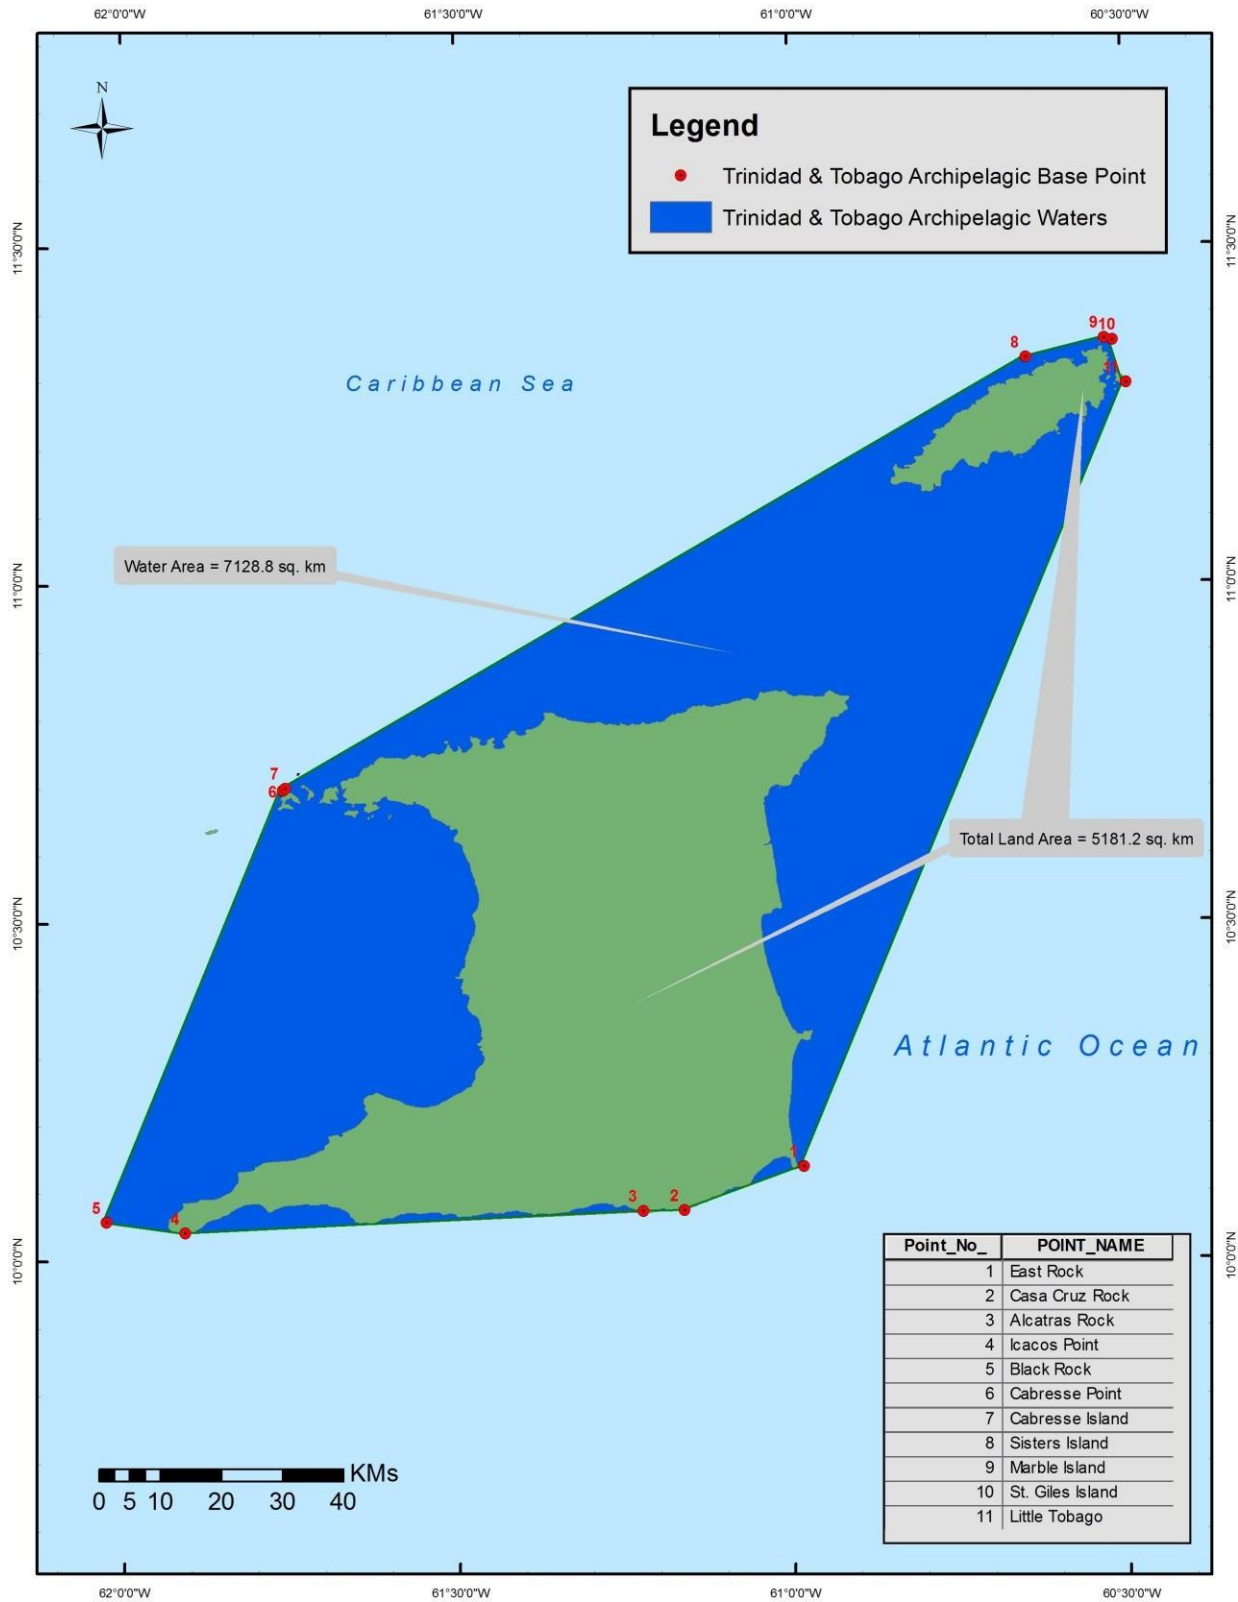 62°0'0"W 61°30'0"W 61°0'0"W 60°30'0"W
N
Legend
Trinidad & Tobago Archipelagic Base Point
Trinidad & Tobago Archipelagic Waters
11°30'0"N
11°30'0"N
9 10
8
11
Caribbean Sea
Water Area = 7128.8 sq. km
11°0'0"N
11°0'0"N
7
6
Total Land Area = 5181.2 sq. km
10°30'0"N
10°30'0"N
Atlantic Ocean
1
2
3
4
5
10°0'0"N
10°0'0"N
Point_No_ POINT_NAME
1 East Rock
2 Casa Cruz Rock
3 Alcatras Rock
4 Icacos Point
5 Black Rock
6 Cabresse Point
7 Cabresse Island
8 Sisters Island
9 Marble Island
10 St. Giles Island
11 Little Tobago
KMs
0 5 10 20 30 40
62°0'0"W 61°30'0"W 61°0'0"W 60°30'0"W